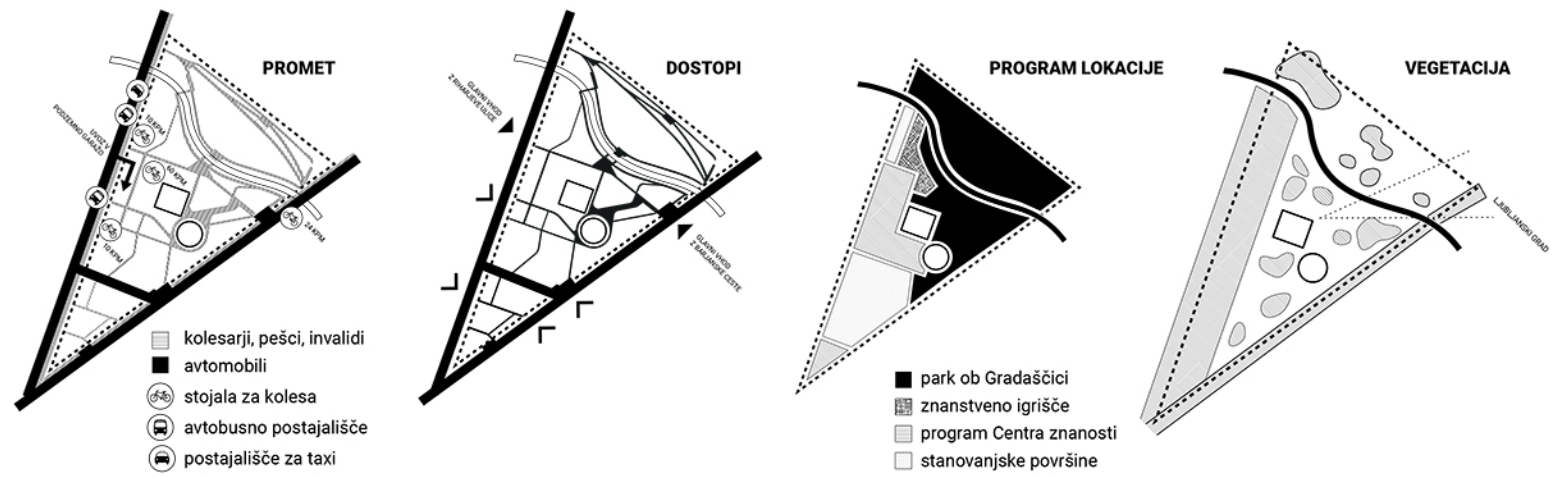 PROMET
UVOZ V
PODZEMNO GARAŽO
10 KPM
60 KPM
10 KPM
24 KPM
kolesarji, pešci, invalidi
avtomobili
stojala za kolesa
avtobusno postajališče
postajališče za taxi
DOSTOPI
GLAVNI VHOD
Z RIHARJEVE ULICE
GLAVNI VHOD
Z BARJANSKE CESTE
PROGRAM LOKACIJE
park ob Gradaščici
znanstveno igrišče
program Centra znanosti
stanovanjske površine
VEGETACIJA
LJUBLJANSKI GRAD